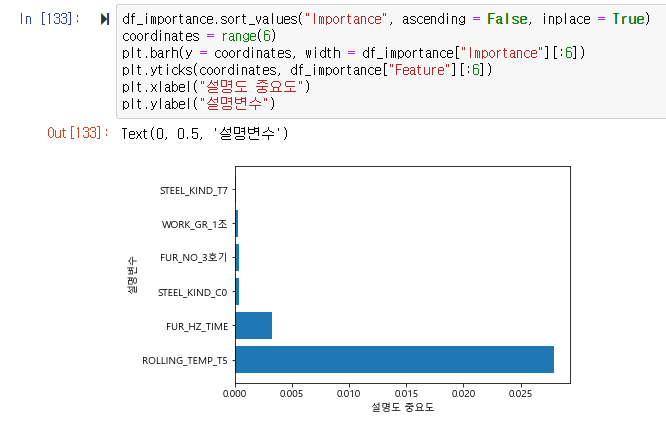 In [133]:
df_importance.sort_values("Importance", ascending = False, inplace = True)
coordinates = range(6)
plt.barh(y = coordinates, width = df_importance["Importance"][:6])
plt.yticks(coordinates, df_importance["Feature"][:6])
plt.xlabel("설명도 중요도")
plt.ylabel("설명변수")
Out[133]: Text(0, 0.5, '설명변수')
STEEL_KIND_T7
WORK_GR_1조
FUR_NO_3호기
STEEL_KIND_C0
FUR_HZ_TIME
ROLLING_TEMP_T5
설명변수
0.000 0.005 0.010 0.015 0.020 0.025
설명도 중요도